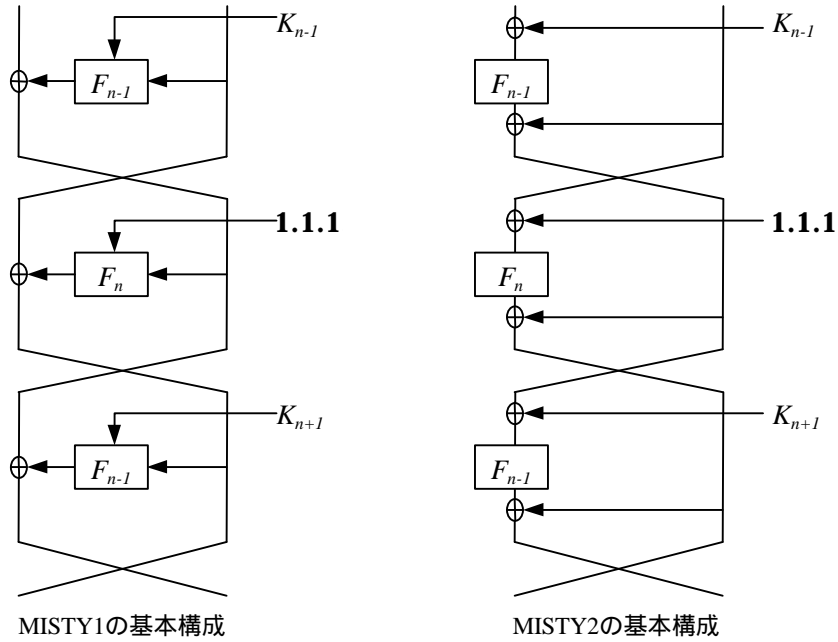 K_{n-1}
F_{n-1}
1.1.1
F_n
K_{n+1}
F_{n-1}
MISTY1の基本構成
K_{n-1}
F_{n-1}
1.1.1
F_n
K_{n+1}
F_{n-1}
MISTY2の基本構成